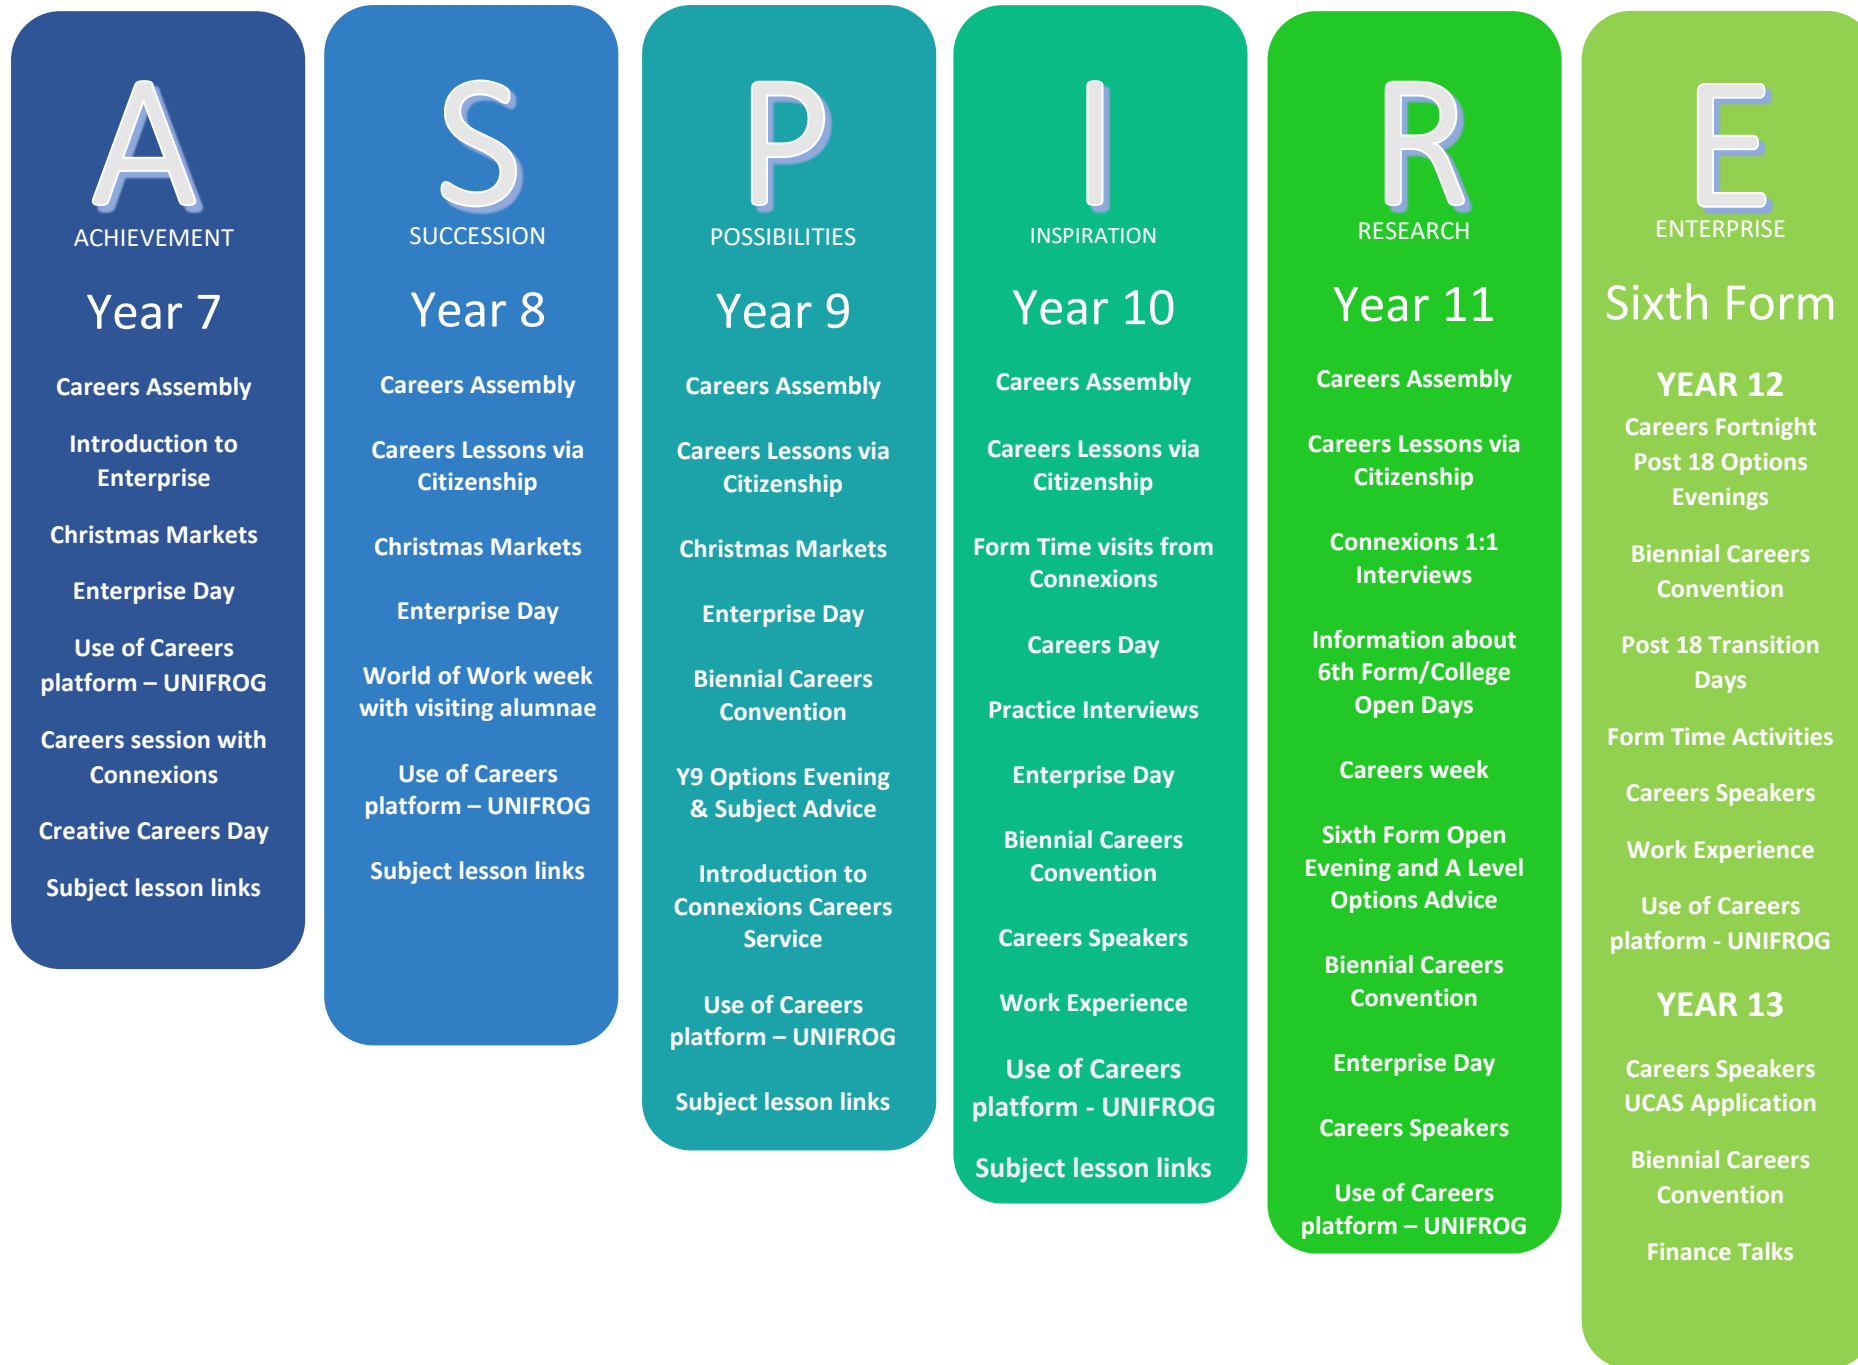 A
ACHIEVEMENT
Year 7
Careers Assembly
Introduction to
Enterprise
Christmas Markets
Enterprise Day
Use of Careers
platform – UNIFROG
Careers session with
Connexions
Creative Careers Day
Subject lesson links
S
SUCCESSION
Year 8
Careers Assembly
Careers Lessons via
Citizenship
Christmas Markets
Enterprise Day
World of Work week
with visiting alumnae
Use of Careers
platform – UNIFROG
Subject lesson links
P
POSSIBILITIES
Year 9
Careers Assembly
Careers Lessons via
Citizenship
Christmas Markets
Enterprise Day
Biennial Careers
Convention
Y9 Options Evening
& Subject Advice
Introduction to
Connexions Careers
Service
Use of Careers
platform – UNIFROG
Subject lesson links
I
INSPIRATION
Year 10
Careers Assembly
Careers Lessons via
Citizenship
Form Time visits from
Connexions
Careers Day
Practice Interviews
Enterprise Day
Biennial Careers
Convention
Careers Speakers
Work Experience
Use of Careers
platform - UNIFROG
Subject lesson links
R
RESEARCH
Year 11
Careers Assembly
Careers Lessons via
Citizenship
Connexions 1:1
Interviews
Information about
6th Form/College
Open Days
Careers week
Sixth Form Open
Evening and A Level
Options Advice
Biennial Careers
Convention
Enterprise Day
Careers Speakers
Use of Careers
platform – UNIFROG
E
ENTERPRISE
Sixth Form
YEAR 12
Careers Fortnight
Post 18 Options
Evenings
Biennial Careers
Convention
Post 18 Transition
Days
Form Time Activities
Careers Speakers
Work Experience
Use of Careers
platform - UNIFROG
YEAR 13
Careers Speakers
UCAS Application
Biennial Careers
Convention
Finance Talks